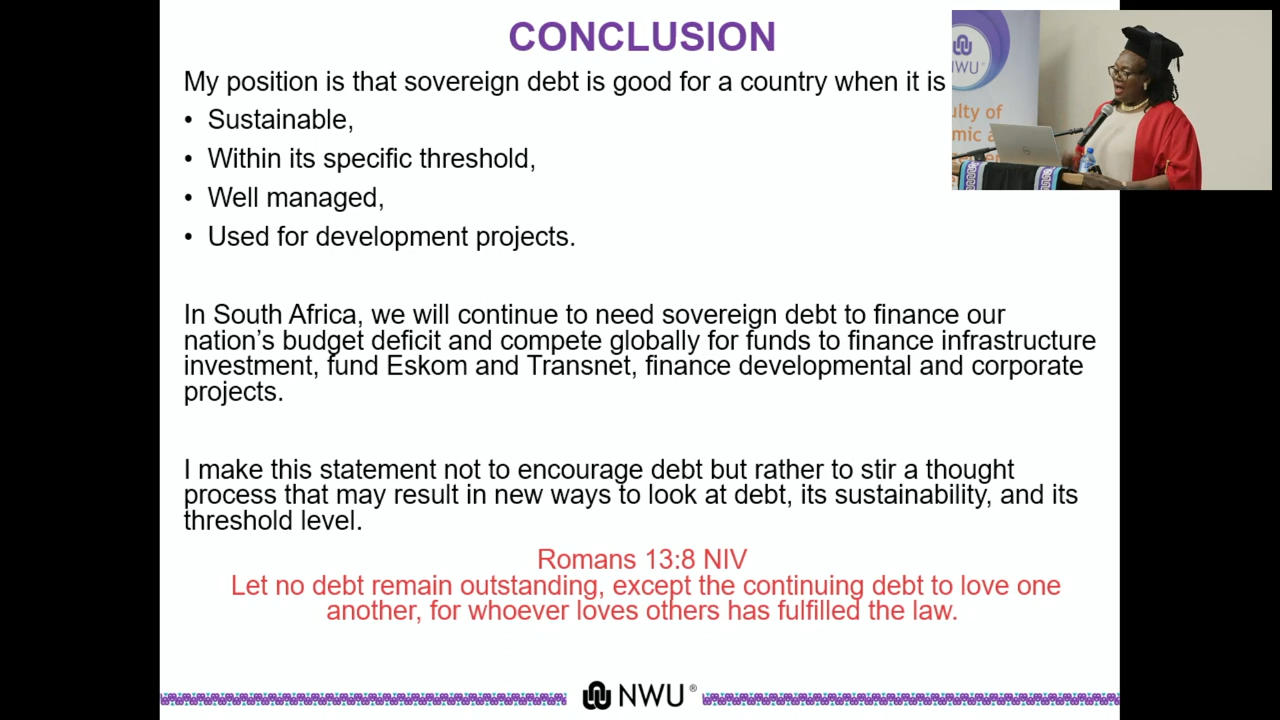 CONCLUSION
My position is that sovereign debt is good for a country when it is
• Sustainable,
• Within its specific threshold,
• Well managed,
• Used for development projects.
In South Africa, we will continue to need sovereign debt to finance our
nation's budget deficit and compete globally for funds to finance infrastructure
investment, fund Eskom and Transnet, finance developmental and corporate
projects.
I make this statement not to encourage debt but rather to stir a thought
process that may result in new ways to look at debt, its sustainability, and its
threshold level.
Romans 13:8 NIV
Let no debt remain outstanding, except the continuing debt to love one
another, for whoever loves others has fulfilled the law.
NWU®
WU®
ulty of
mic a